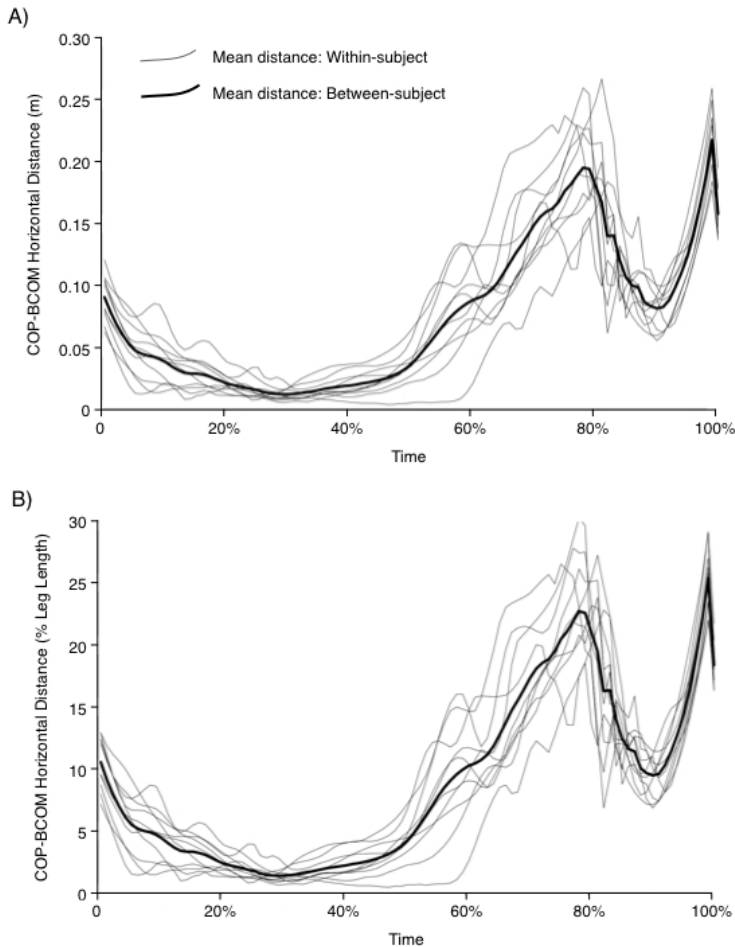 A)
COP-BCOM Horizontal Distance (m)
0.30
0.25
0.20
0.15
0.10
0.05
0
Mean distance: Within-subject
Mean distance: Between-subject
0 20% 40% 60% 80% 100%
Time
B)
COP-BCOM Horizontal Distance (% Leg Length)
30
25
20
15
10
5
0
0 20% 40% 60% 80% 100%
Time